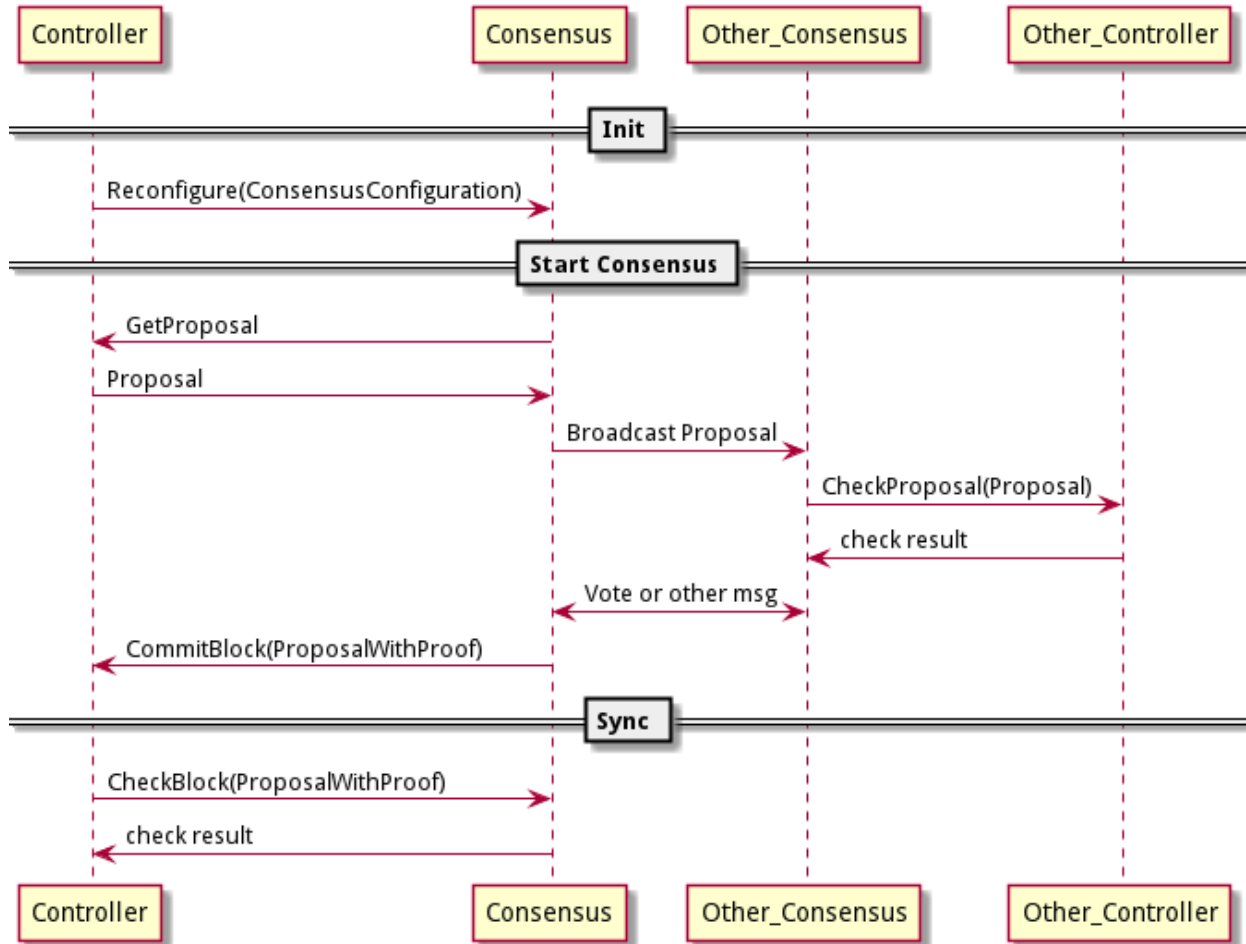 Controller Consensus Other_Consensus Other_Controller
Init
Reconfigure(ConsensusConfiguration)
Start Consensus
GetProposal
Proposal
Broadcast Proposal
CheckProposal(Proposal)
check result
Vote or other msg
CommitBlock(ProposalWithProof)
Sync
CheckBlock(ProposalWithProof)
check result
Controller Consensus Other_Consensus Other_Controller